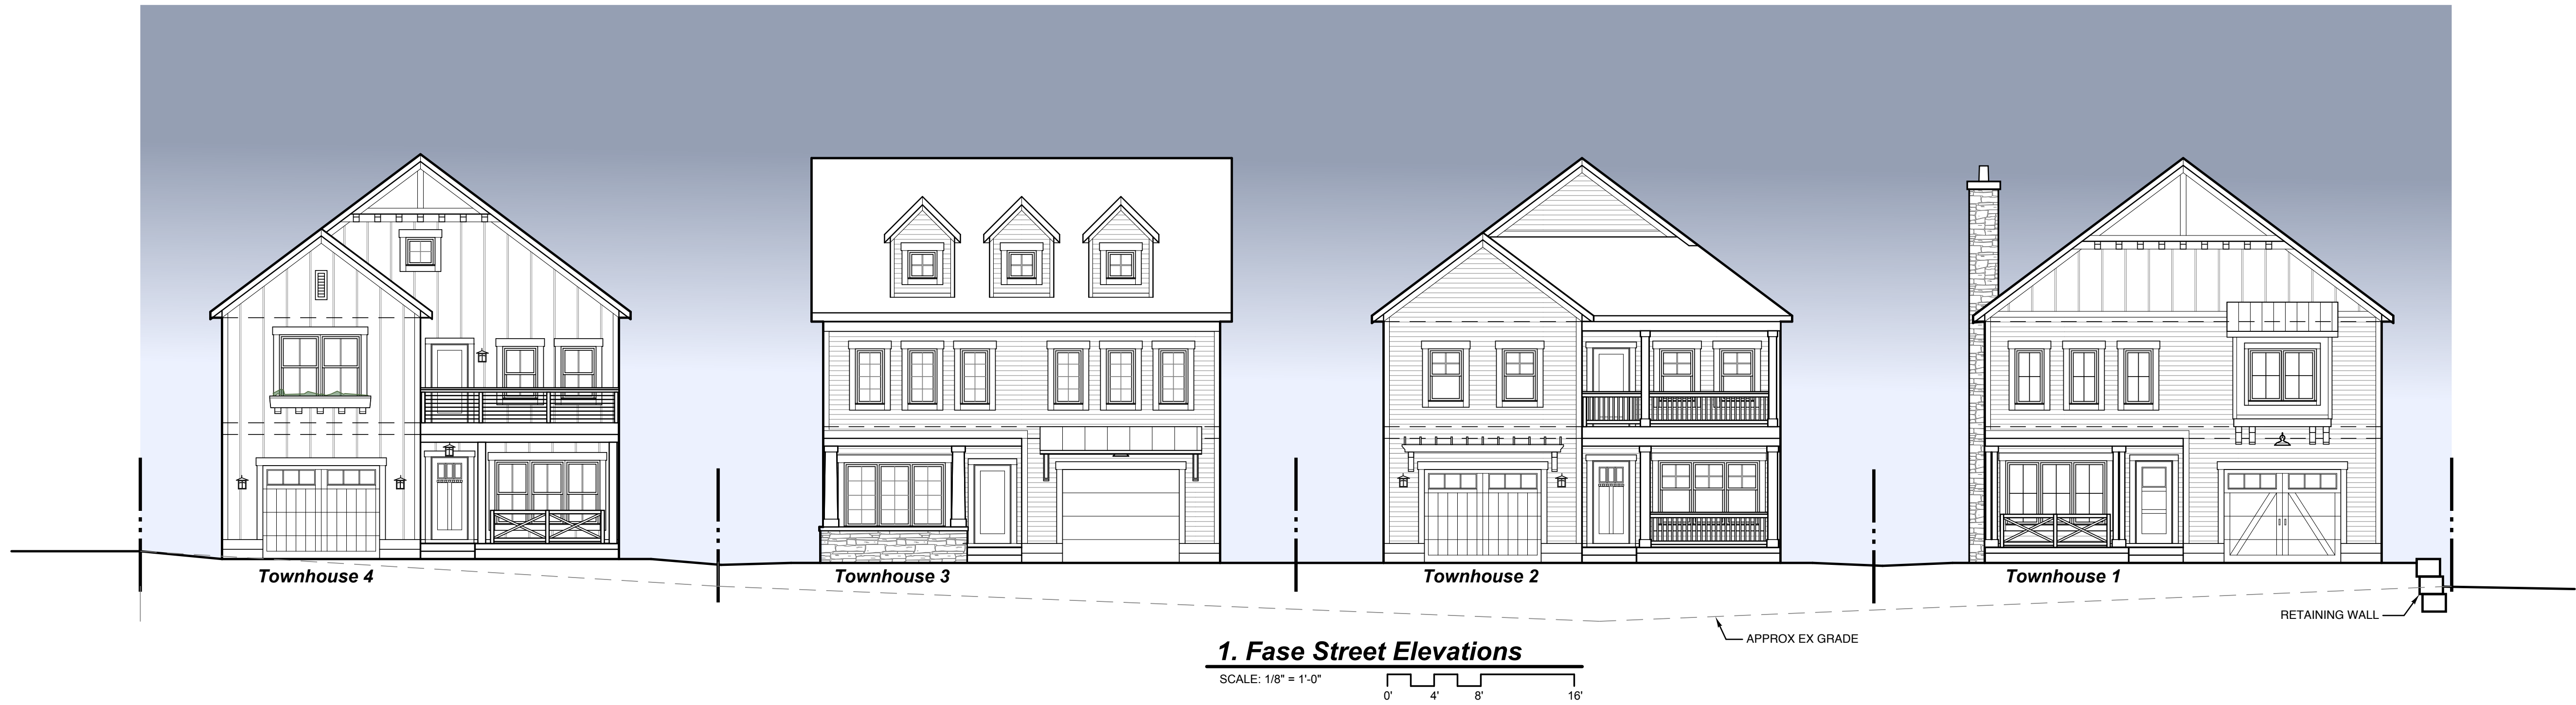 Townhouse 4
Townhouse 3
Townhouse 2
Townhouse 1
RETAINING WALL
APPROX EX GRADE
1. Fase Street Elevations
SCALE: 1/8" = 1'-0"
0' 4' 8' 16'